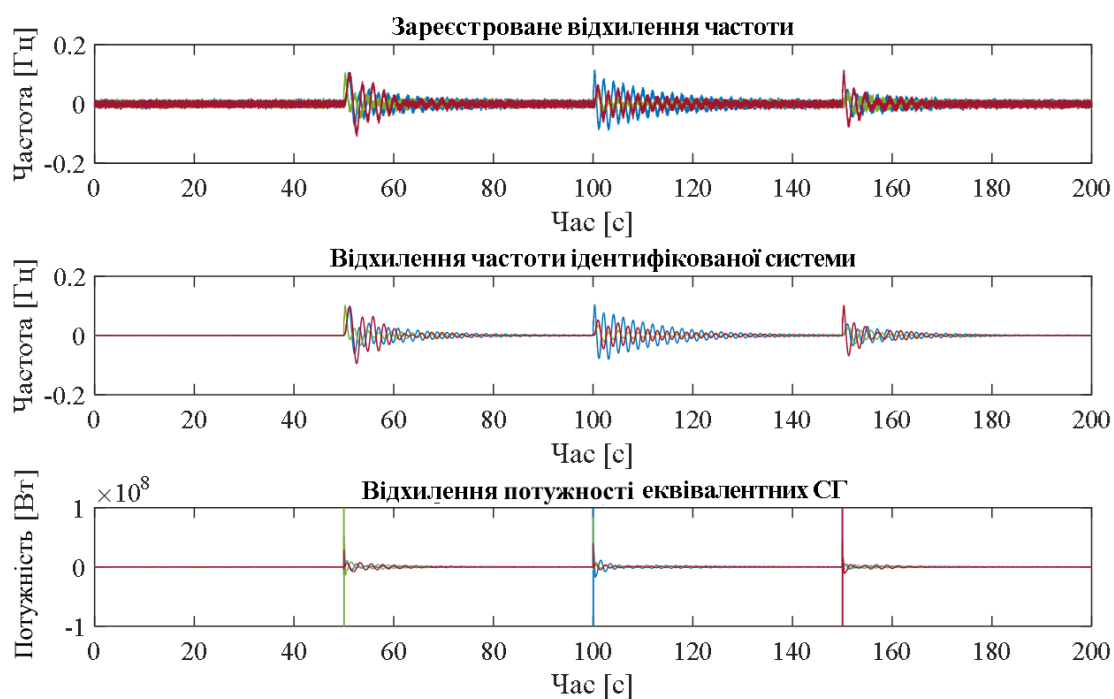 Зареєстроване відхилення частоти
Частота [Гц]
0.2
0
-0.2
0 20 40 60 80 100 120 140 160 180 200
Час [с]
Відхилення частоти ідентифікованої системи
Частота [Гц]
0.2
0
-0.2
0 20 40 60 80 100 120 140 160 180 200
Час [с]
Відхилення потужності еквівалентних СГ
Потужність [Вт]
×10⁸
1
0
-1
0 20 40 60 80 100 120 140 160 180 200
Час [с]